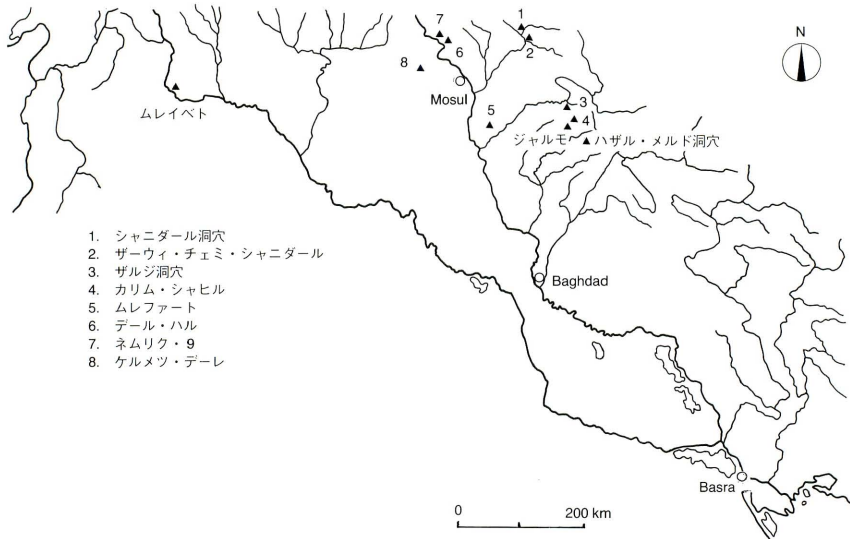 7
1
N
6
2
8
Mosul
3
5
4
ムレイベト
ジャルモ
ハザル・メルド洞穴
1. シャニダール洞穴
2. ザーウィ・チェミ・シャニダール
3. ザルジ洞穴
4. カリム・シャヒル
5. ムレファート
6. デール・ハル
7. ネムリク・9
8. ケルメツ・デーレ
Baghdad
Basra
0 200 km